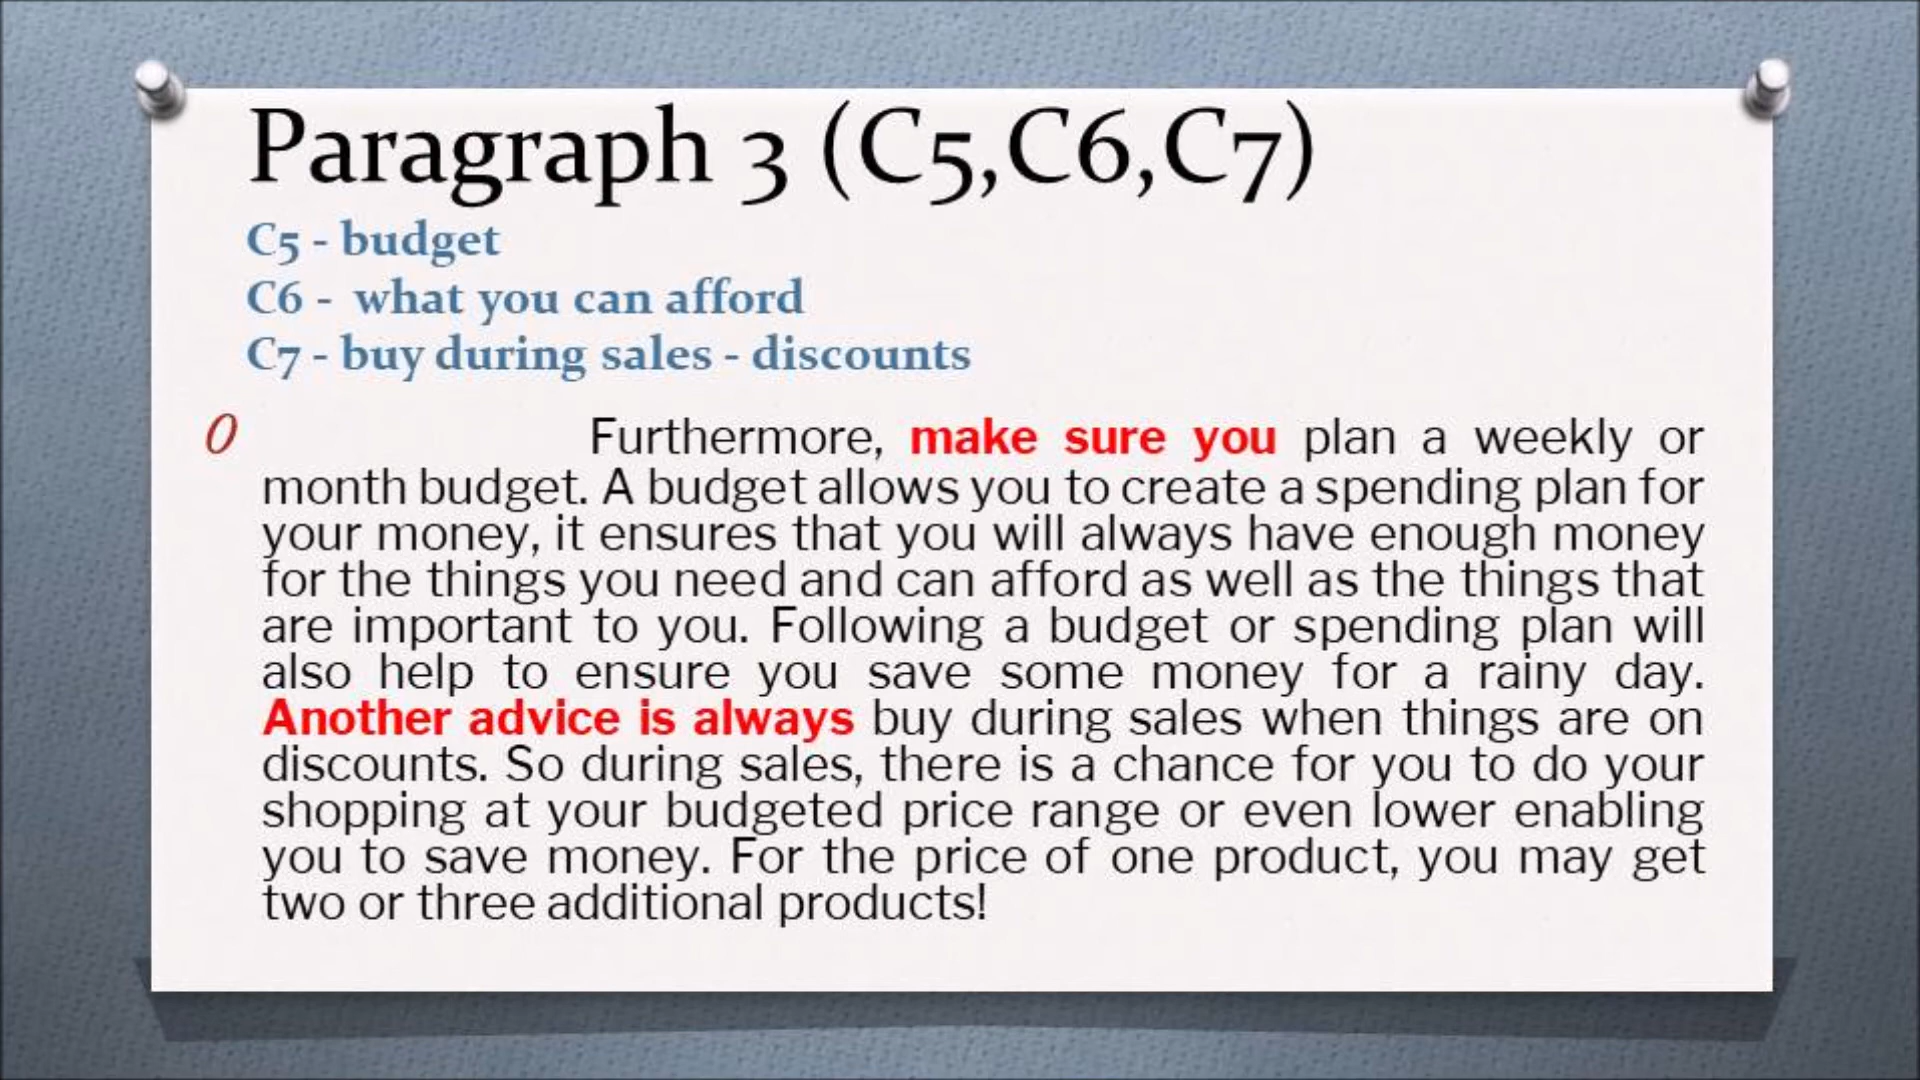 Paragraph 3 (C5,C6,C7)
C5 - budget
C6 - what you can afford
C7 - buy during sales - discounts
Furthermore, make sure you plan a weekly or
month budget. A budget allows you to create a spending plan for
your money, it ensures that you will always have enough money
for the things you need and can afford as well as the things that
are important to you. Following a budget or spending plan will
also help to ensure you save some money for a rainy day.
Another advice is always buy during sales when things are on
discounts. So during sales, there is a chance for you to do your
shopping at your budgeted price range or even lower enabling
you to save money. For the price of one product, you may get
two or three additional products!